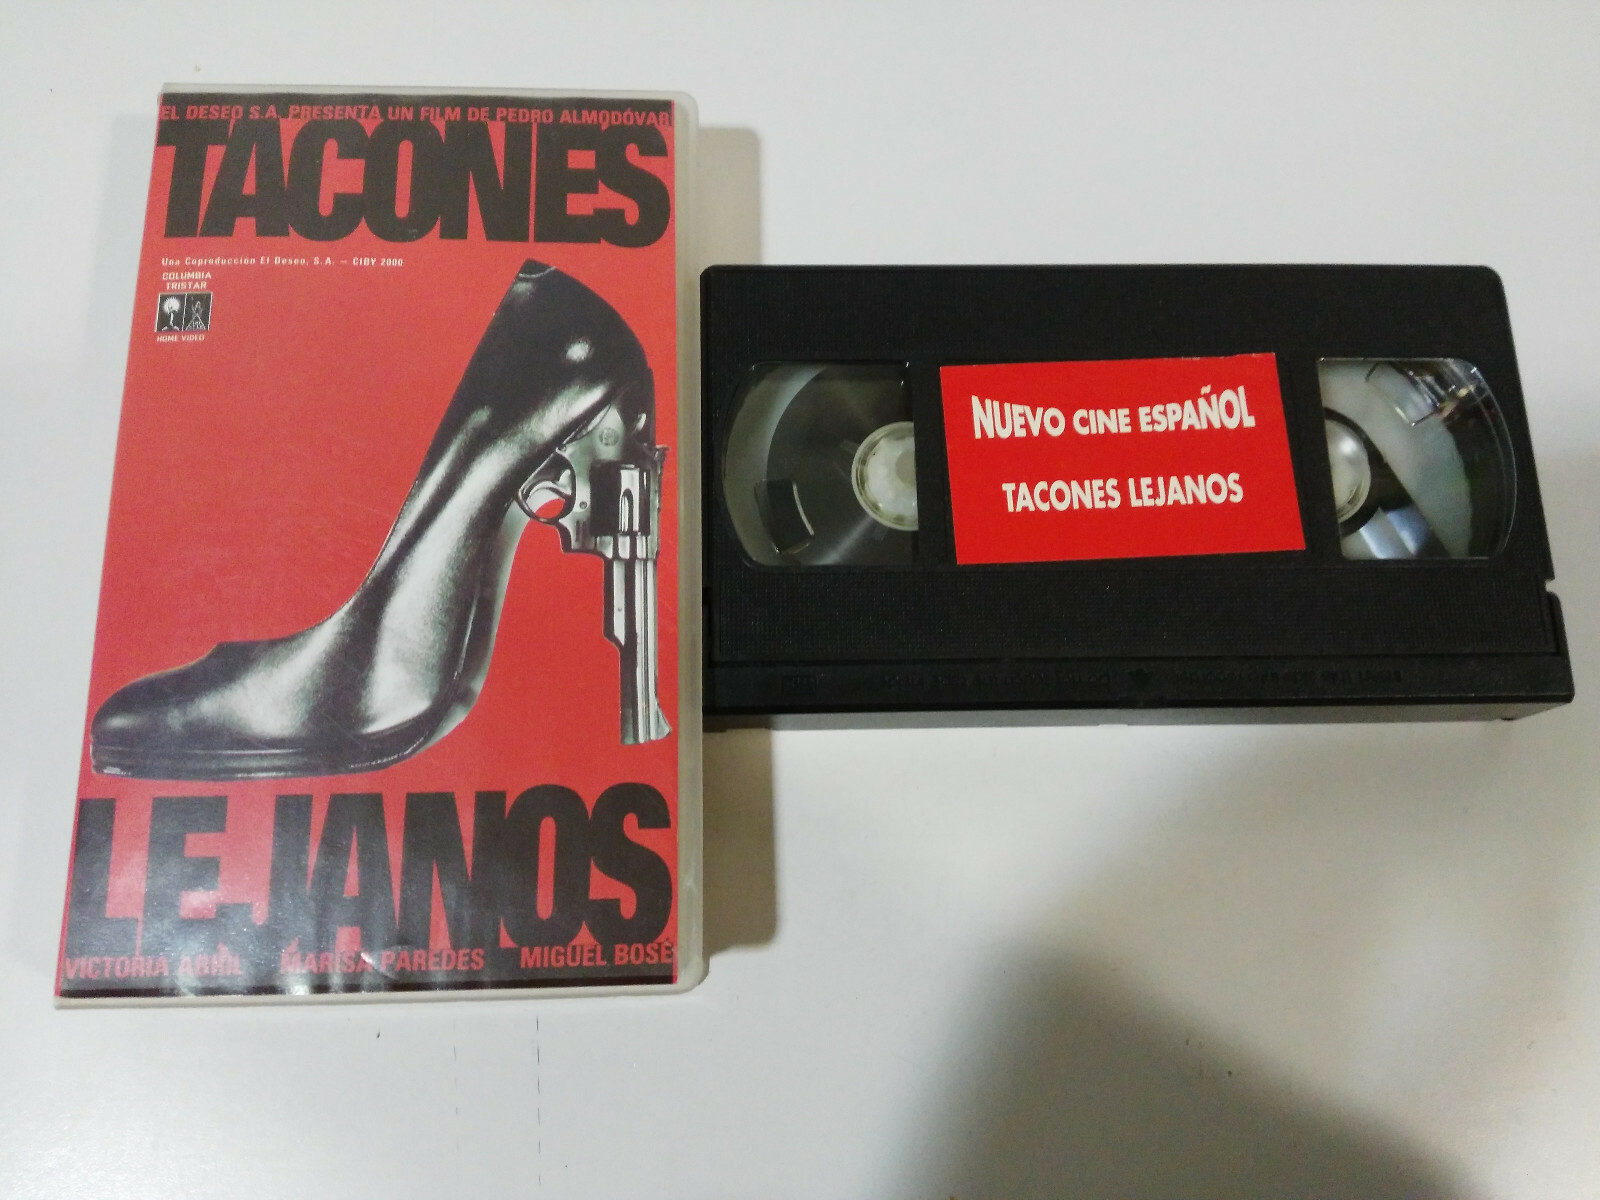 EL DESEO S.A. PRESENTA UN FILM DE PEDRO ALMODÓVAR
TACONES
Una Coproducción El Deseo, S.A. – CIBY 2000
COLUMBIA
TRISTAR
HOME VIDEO
LEJANOS
VICTORIA ABRIL MARISA PAREDES MIGUEL BOSÉ
NUEVO CINE ESPAÑOL
TACONES LEJANOS